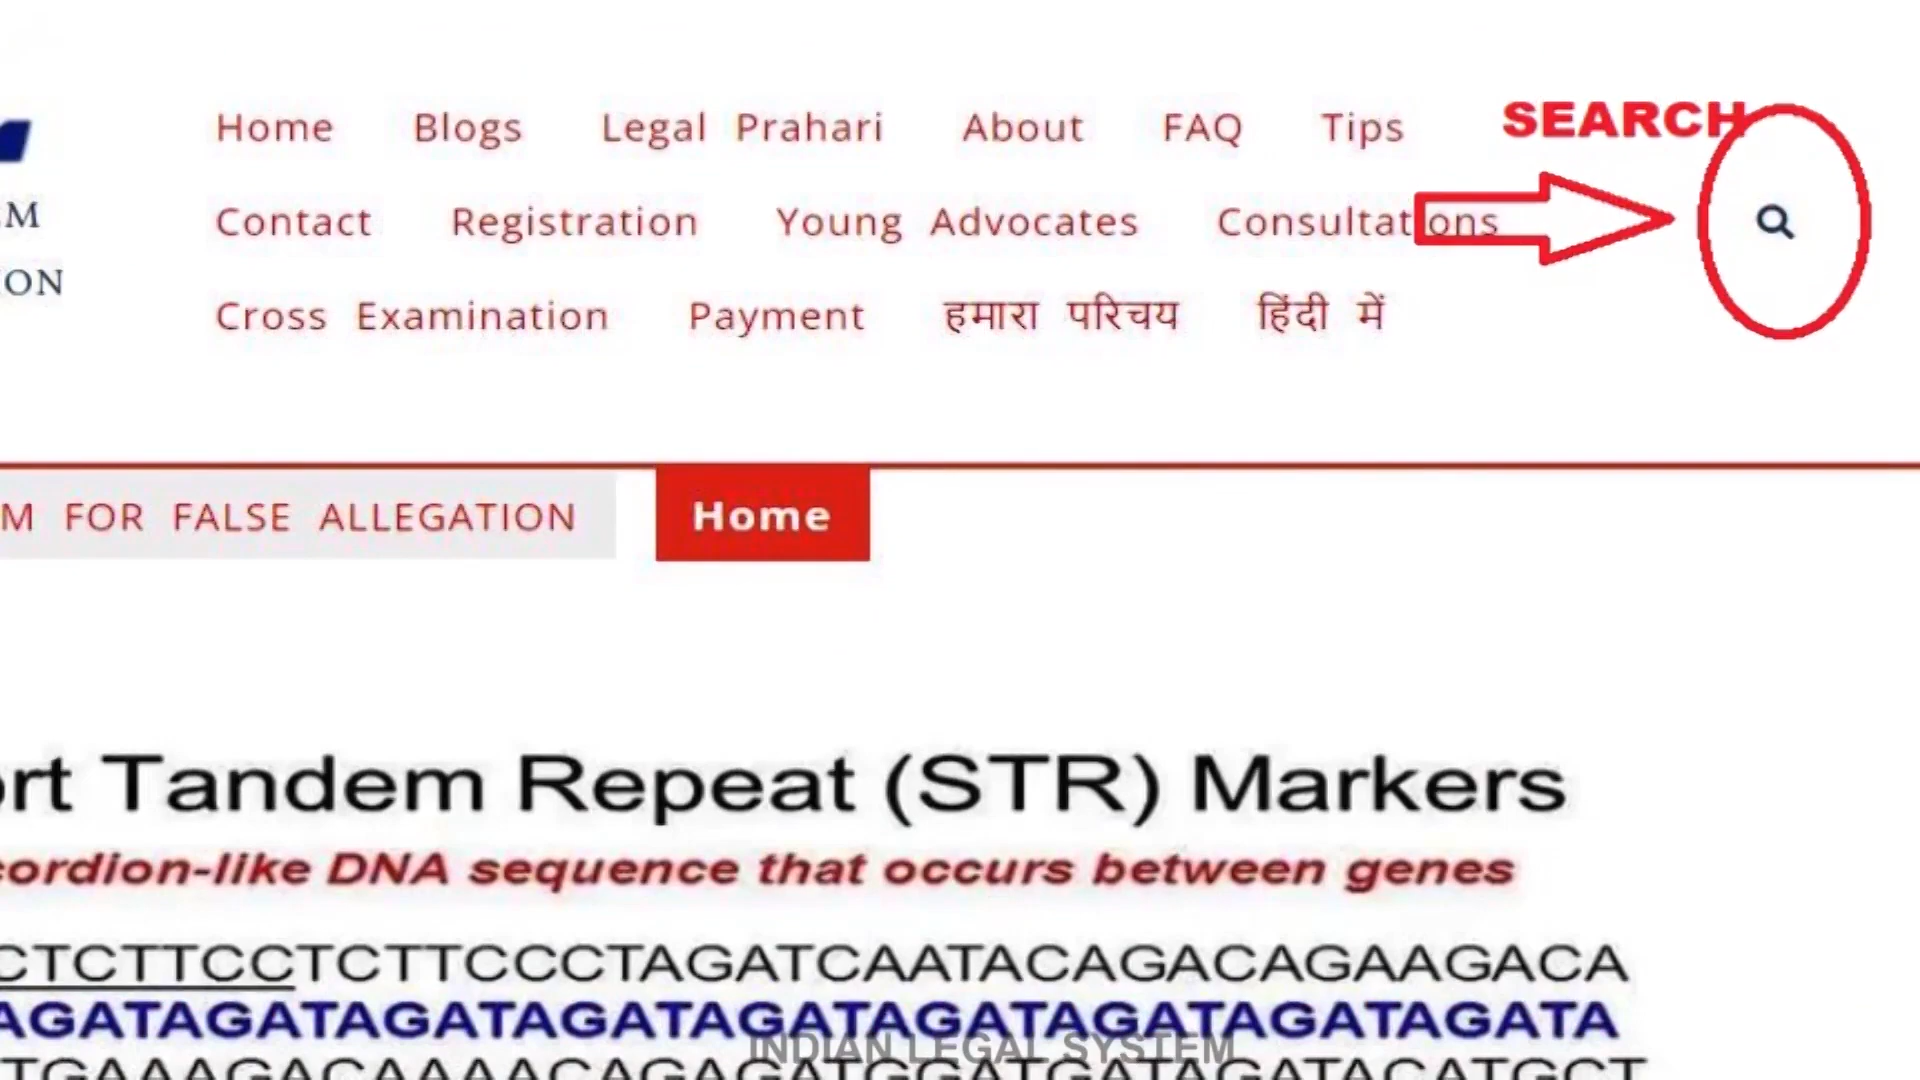 Home Blogs Legal Prahari About FAQ Tips
SEARCH
Contact Registration Young Advocates Consultations
Cross Examination Payment हमारा परिचय हिंदी में
ON
FOR FALSE ALLEGATION
Home
Tandem Repeat (STR) Markers
cordion-like DNA sequence that occurs between genes
CTCTTCCTCTTCCCTAGATCAATACAGACAGAAGACA
AGATAGATAGATAGATAGATAGATAGATAGATAGATAGATA
TGAAAGACAAAACAGAGATGGATGATAGATACATGCT
INDIAN LEGAL SYSTEM